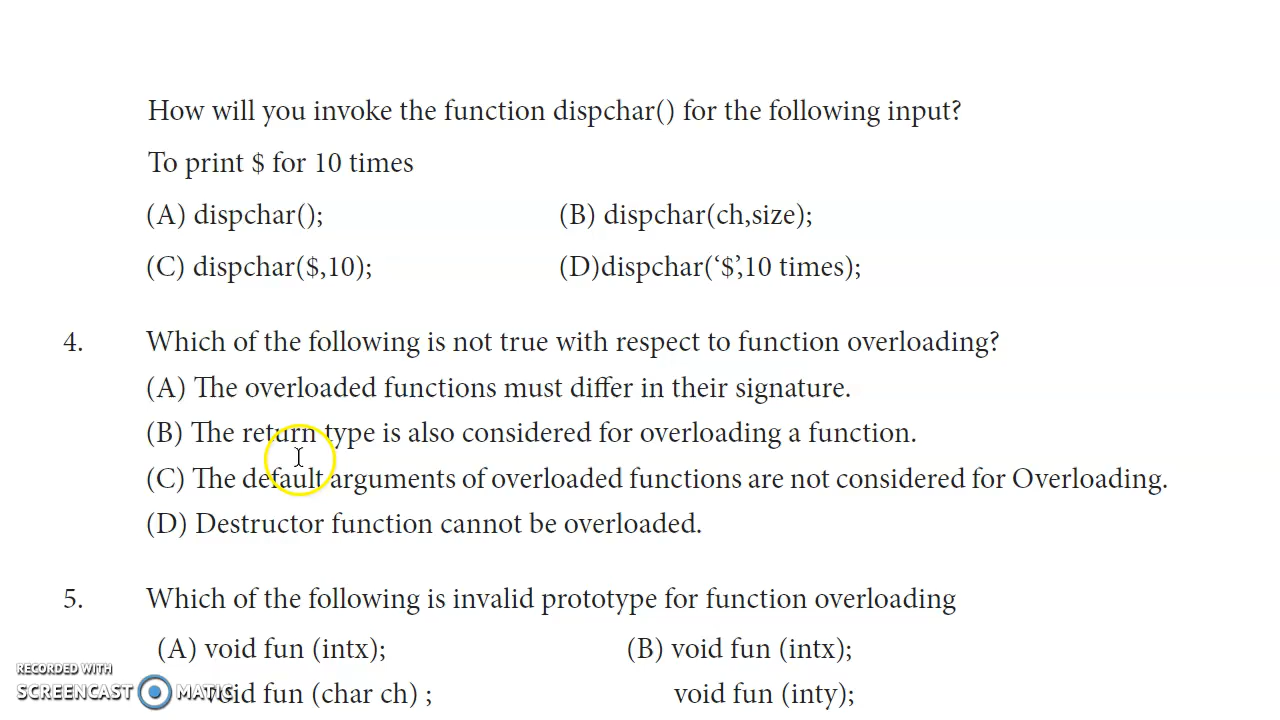 How will you invoke the function dispchar() for the following input?
To print $ for 10 times
(A) dispchar(); (B) dispchar(ch,size);
(C) dispchar($,10); (D)dispchar(‘$’,10 times);
4. Which of the following is not true with respect to function overloading?
(A) The overloaded functions must differ in their signature.
(B) The return type is also considered for overloading a function.
(C) The default arguments of overloaded functions are not considered for Overloading.
(D) Destructor function cannot be overloaded.
5. Which of the following is invalid prototype for function overloading
(A) void fun (intx); (B) void fun (intx);
void fun (char ch) ; void fun (inty);
RECORDED WITH
SCREENCAST MATIC